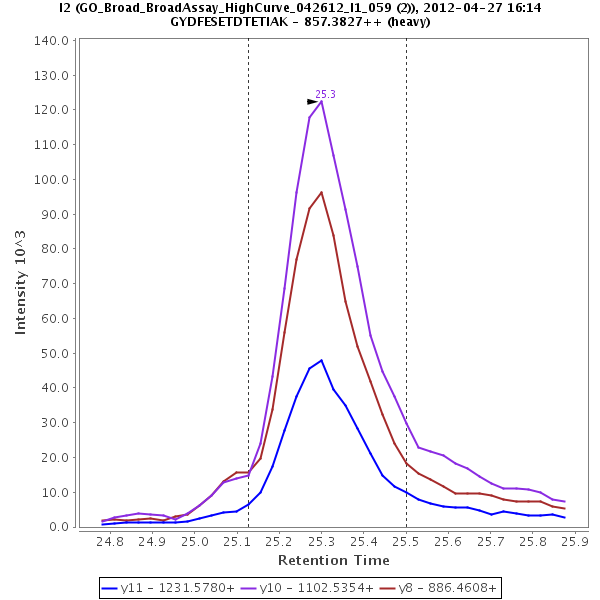 I2 (GO_Broad_BroadAssay_HighCurve_042612_I1_059 (2)), 2012-04-27 16:14
GYDFESETDTETIAK - 857.3827++ (heavy)
140.0
130.0
120.0
110.0
100.0
90.0
80.0
70.0
60.0
50.0
40.0
30.0
20.0
10.0
0.0
Intensity 10^3
25.3
24.8 24.9 25.0 25.1 25.2 25.3 25.4 25.5 25.6 25.7 25.8 25.9
Retention Time
y11 - 1231.5780+ y10 - 1102.5354+ y8 - 886.4608+